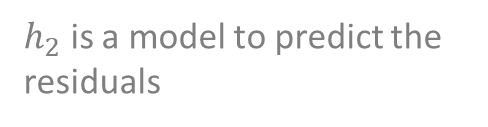 h₂ is a model to predict the
residuals